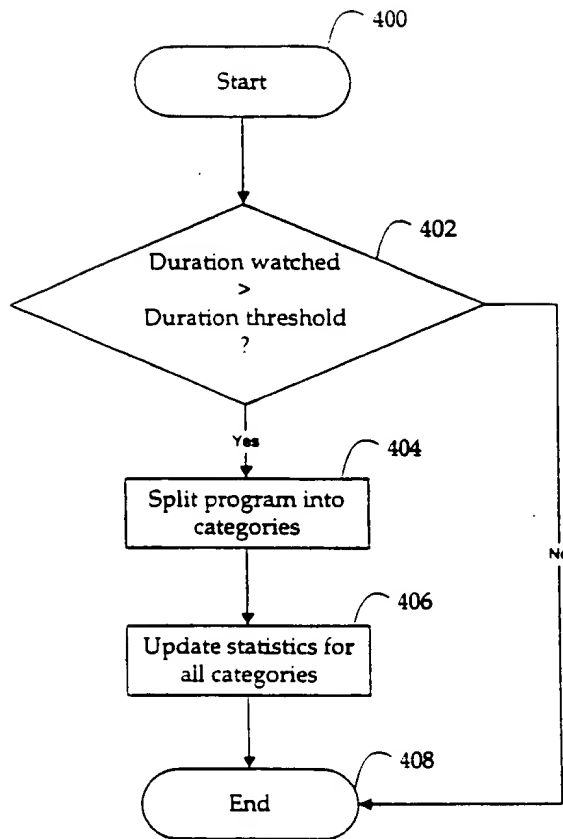 400
Start
402
Duration watched
>
Duration threshold
?
Yes
404
Split program into
categories
No
406
Update statistics for
all categories
408
End